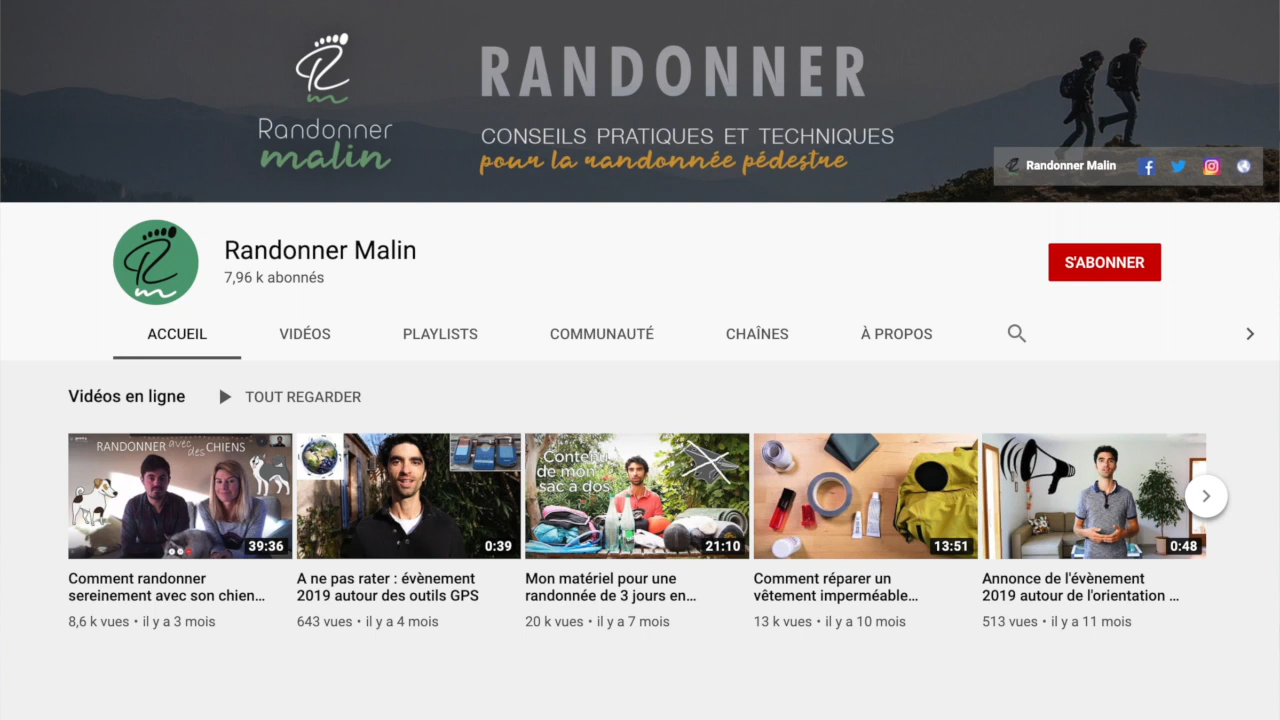 Randonner
malin
RANDONNER
CONSEILS PRATIQUES ET TECHNIQUES
pour la randonnée pédestre
Randonner Malin
Randonner Malin
7,96 k abonnés
S'ABONNER
ACCUEIL
VIDÉOS
PLAYLISTS
COMMUNAUTÉ
CHAÎNES
À PROPOS
Vidéos en ligne
TOUT REGARDER
RANDONNER avec des CHIENS
39:36
0:39
Contenu
de mon
sac à dos
21:10
13:51
0:48
Comment randonner
sereinement avec son chien...
8,6 k vues • il y a 3 mois
A ne pas rater : évènement
2019 autour des outils GPS
643 vues • il y a 4 mois
Mon matériel pour une
randonnée de 3 jours en...
20 k vues • il y a 7 mois
Comment réparer un
vêtement imperméable...
13 k vues • il y a 10 mois
Annonce de l'évènement
2019 autour de l'orientation ...
513 vues • il y a 11 mois